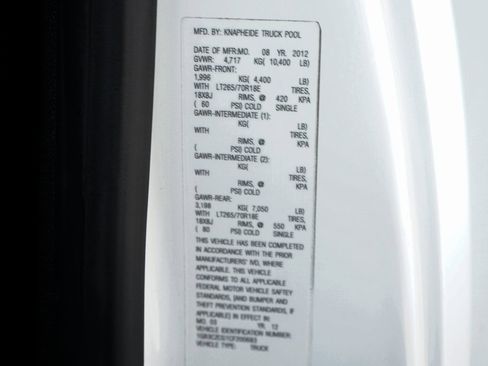 MFD. BY: KNAPHEIDE TRUCK POOL
DATE OF MFR:MO. 08 YR. 2012
GVWR: 4,717 KG( 10,400 LB)
GAWR-FRONT:
1,996 KG( 4,400 LB)
WITH LT265/70R18E TIRES,
18X8J RIMS, @ 420 KPA
( 60 PSI) COLD SINGLE
GAWR-INTERMEDIATE (1):
KG( LB)
WITH TIRES,
RIMS, @ KPA
( PSI) COLD
GAWR-INTERMEDIATE (2):
KG( LB)
WITH TIRES,
RIMS, @ KPA
( PSI) COLD
GAWR-REAR:
3,198 KG( 7,050 LB)
WITH LT265/70R18E TIRES,
18X8J RIMS, @ 550 KPA
( 80 PSI) COLD SINGLE
THIS VEHICLE HAS BEEN COMPLETED
IN ACCORDANCE WITH THE PRIOR
MANUFACTURERS' IVD, WHERE
APPLICABLE. THIS VEHICLE
CONFORMS TO ALL APPLICABLE
FEDERAL MOTOR VEHICLE SAFTEY
STANDARDS, [AND BUMPER AND
THEFT STANDARDS, IF
APPLICABLE] IN EFFECT IN:
MO. 03 YR. 12
VEHICLE IDENTIFICATION NUMBER:
VEHICLE TYPE: TRUCK